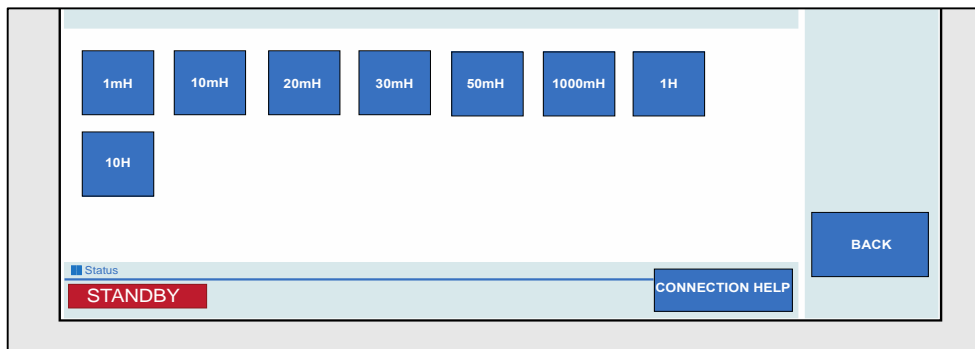 1mH 10mH 20mH 30mH 50mH 1000mH 1H
10H
BACK
Status
STANDBY
CONNECTION HELP